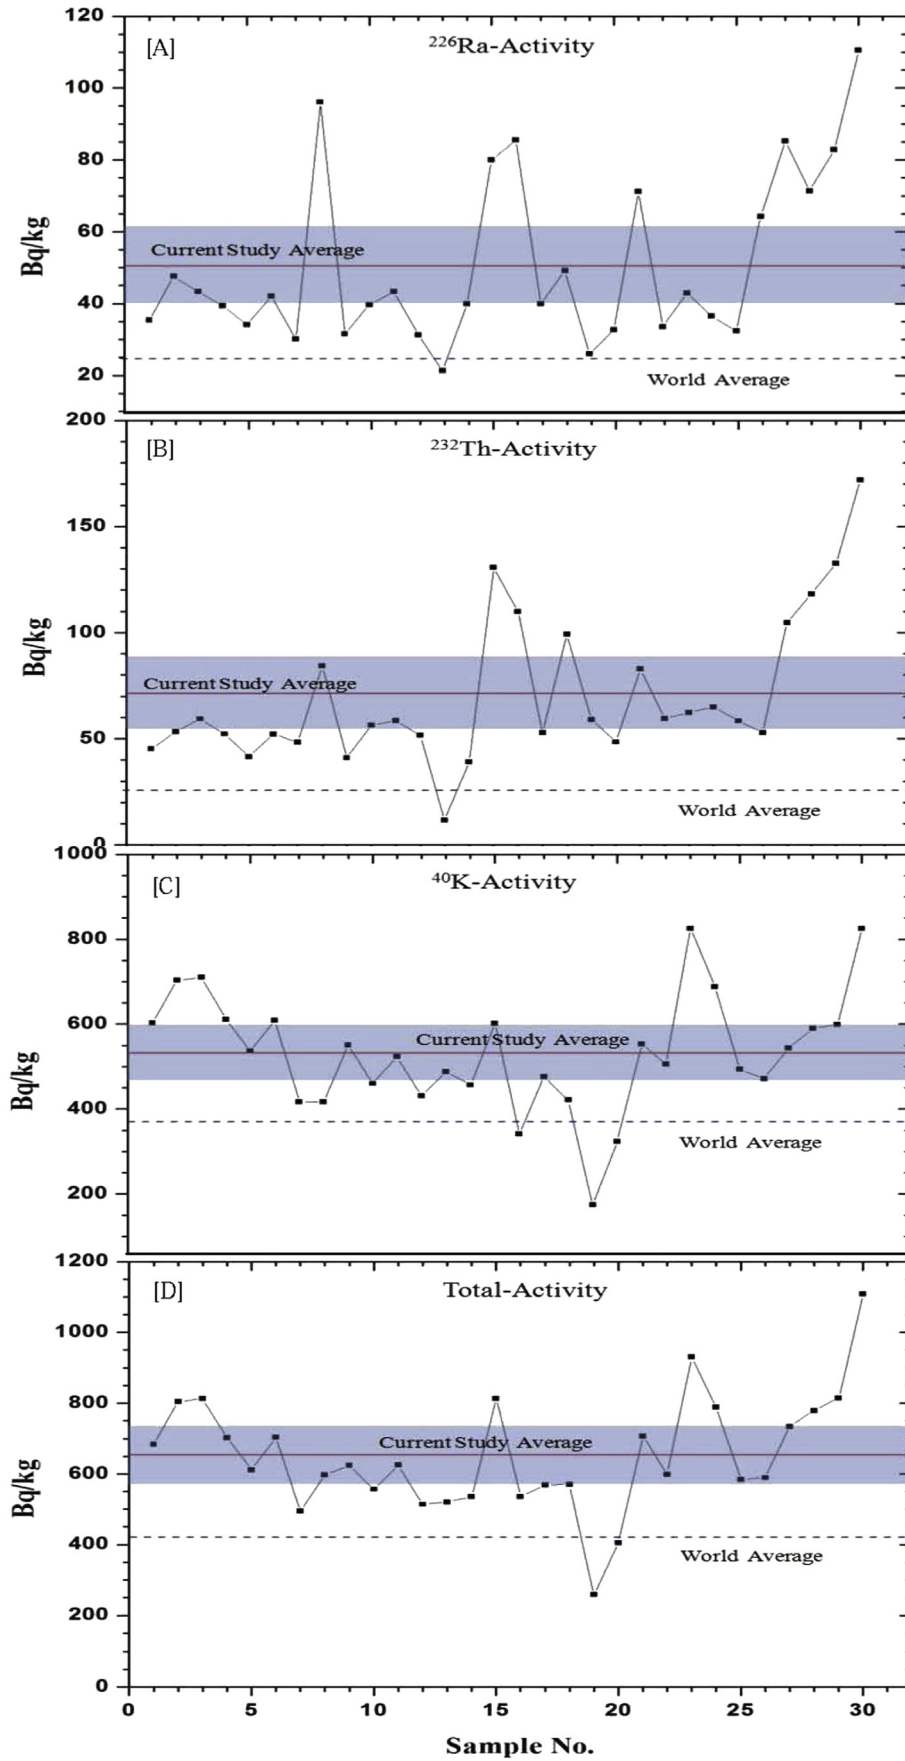 120
[A]
²²⁶Ra-Activity
100
80
60
Bq/kg
Current Study Average
40
20
World Average
200
[B]
²³²Th-Activity
150
100
Bq/kg
Current Study Average
50
World Average
0
1000
[C]
⁴⁰K-Activity
800
600
Current Study Average
Bq/kg
400
World Average
200
1200
[D]
Total-Activity
1000
800
Current Study Average
Bq/kg
600
400
World Average
200
0
0 5 10 15 20 25 30
Sample No.